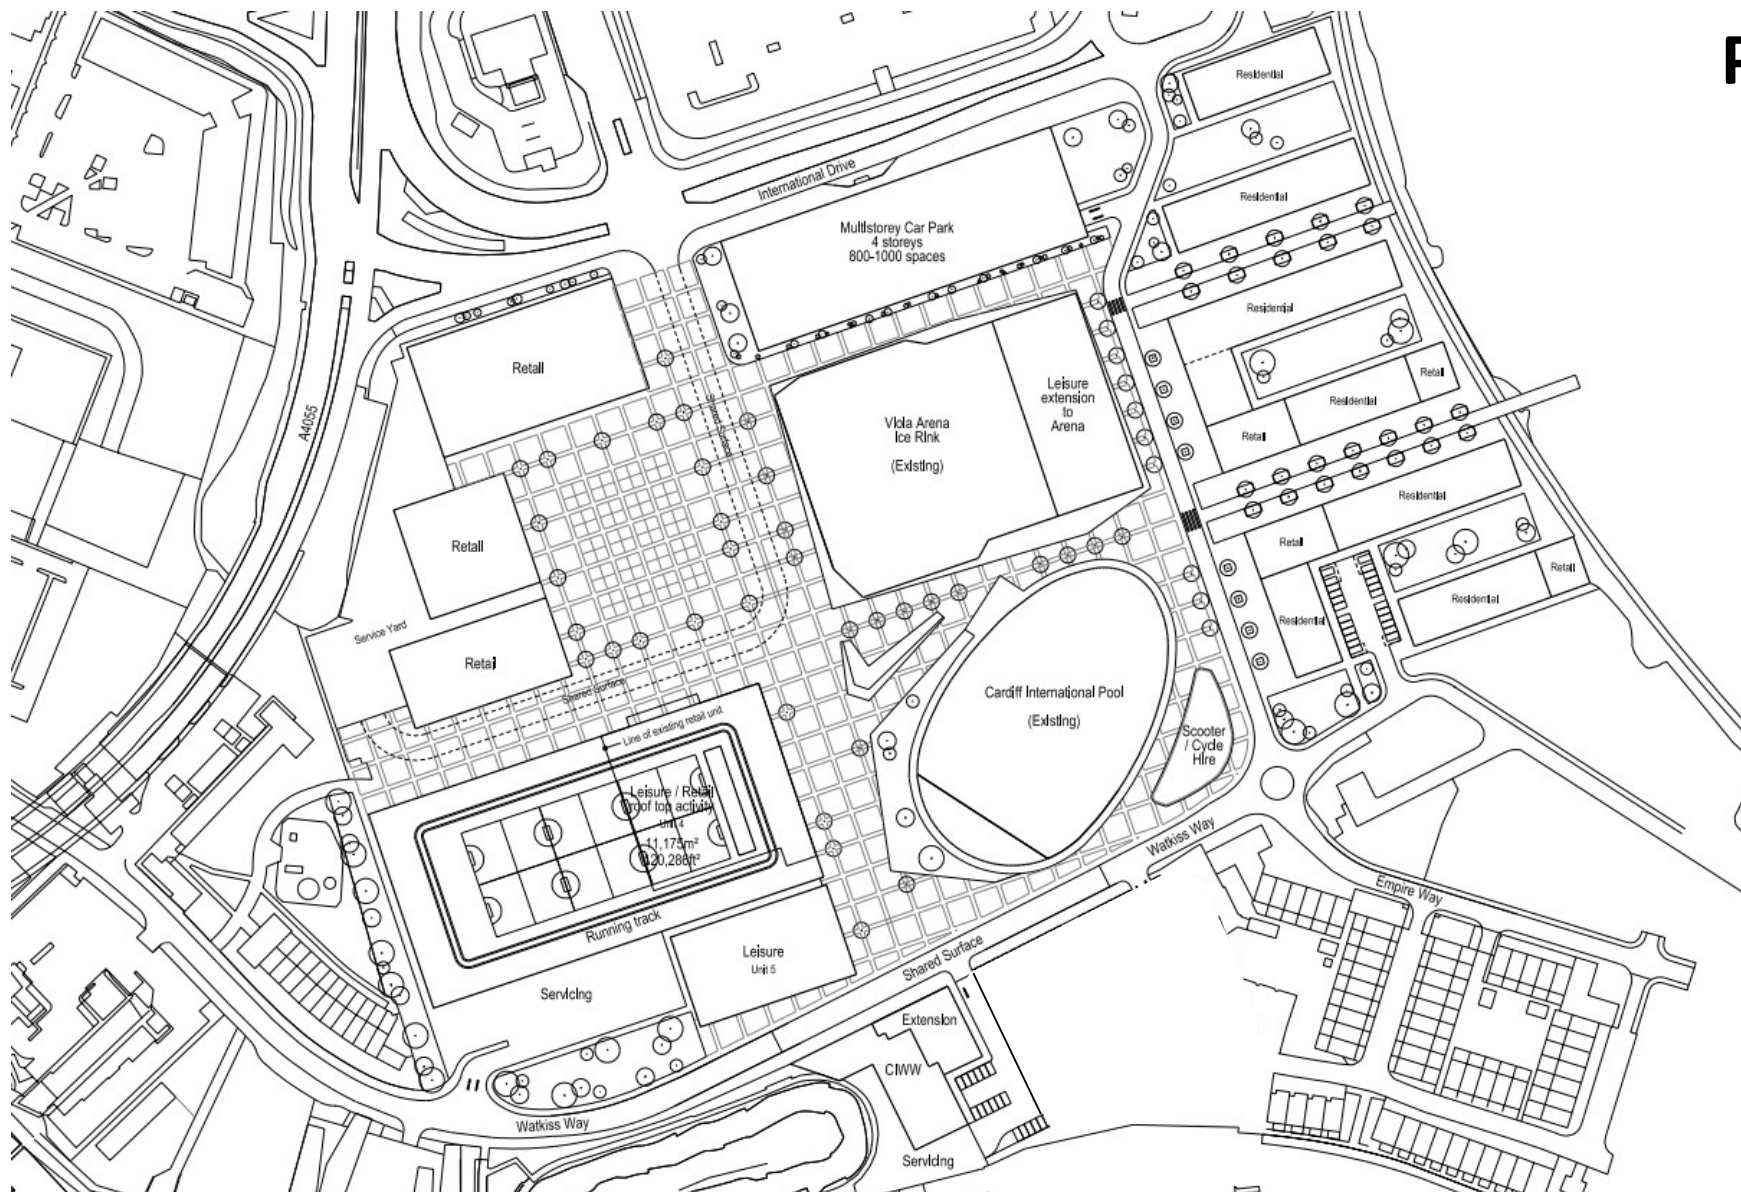 P
Residential
International Drive
Residential
Multistorey Car Park
4 storeys
800-1000 spaces
Residential
Retail
Leisure
extension
to
Arena
Retail
Residential
A4055
Shared Surface
Viola Arena
Ice Rink
(Existing)
Retail
Residential
Retail
Retail
Retail
Residential
Service Yard
Residential
Retail
Shared Surface
Cardiff International Pool
(Existing)
Line of existing retail unit
Scooter
/ Cycle
Hire
Leisure / Retail
roof top activity
Unit 4
11,175m²
120,286ft²
Watkiss Way
Empire Way
Running track
Leisure
Unit 5
Shared Surface
Servicing
Extension
CIWW
Watkiss Way
Servicing